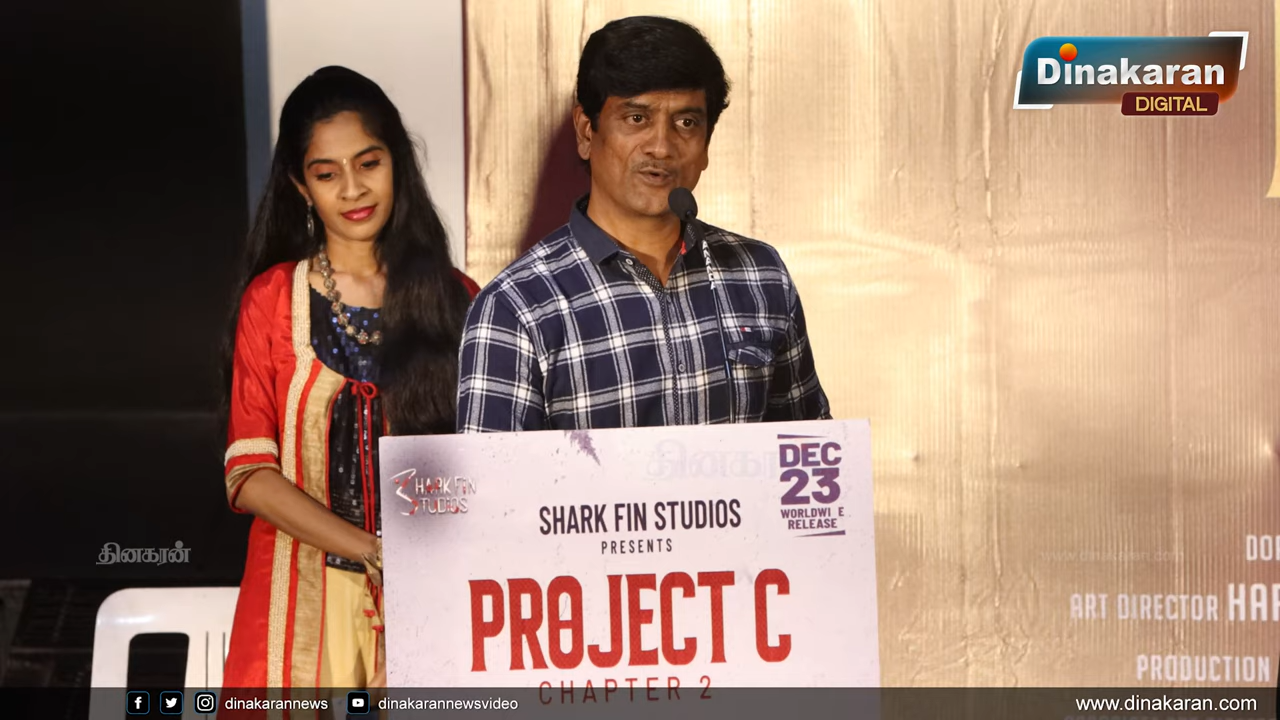 Dinakaran
DIGITAL
SHARK FIN
STUDIOS
DEC
23
WORLDWI E
RELEASE
SHARK FIN STUDIOS
PRESENTS
PROJECT C
CHAPTER 2
தினகரன்
ART DIRECTOR HAR
PRODUCTION
dinakarannews
dinakarannewsvideo
www.dinakaran.com